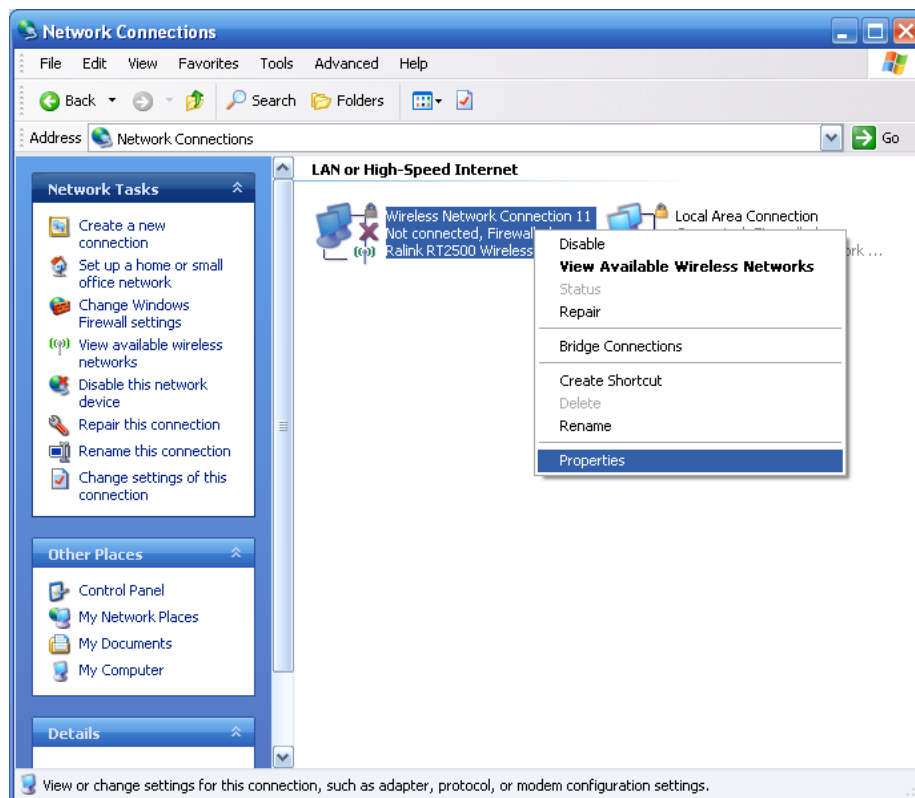 Network Connections
File Edit View Favorites Tools Advanced Help
Back Search Folders
Address Network Connections Go
Network Tasks
Create a new
connection
Set up a home or small
office network
Change Windows
Firewall settings
View available wireless
networks
Disable this network
device
Repair this connection
Rename this connection
Change settings of this
connection
Other Places
Control Panel
My Network Places
My Documents
My Computer
Details
LAN or High-Speed Internet
Wireless Network Connection 11
Not connected, Firewall
Ralink RT2500 Wireless
Local Area Connection
Disable
View Available Wireless Networks
Status
Repair
Bridge Connections
Create Shortcut
Delete
Rename
Properties
View or change settings for this connection, such as adapter, protocol, or modem configuration settings.